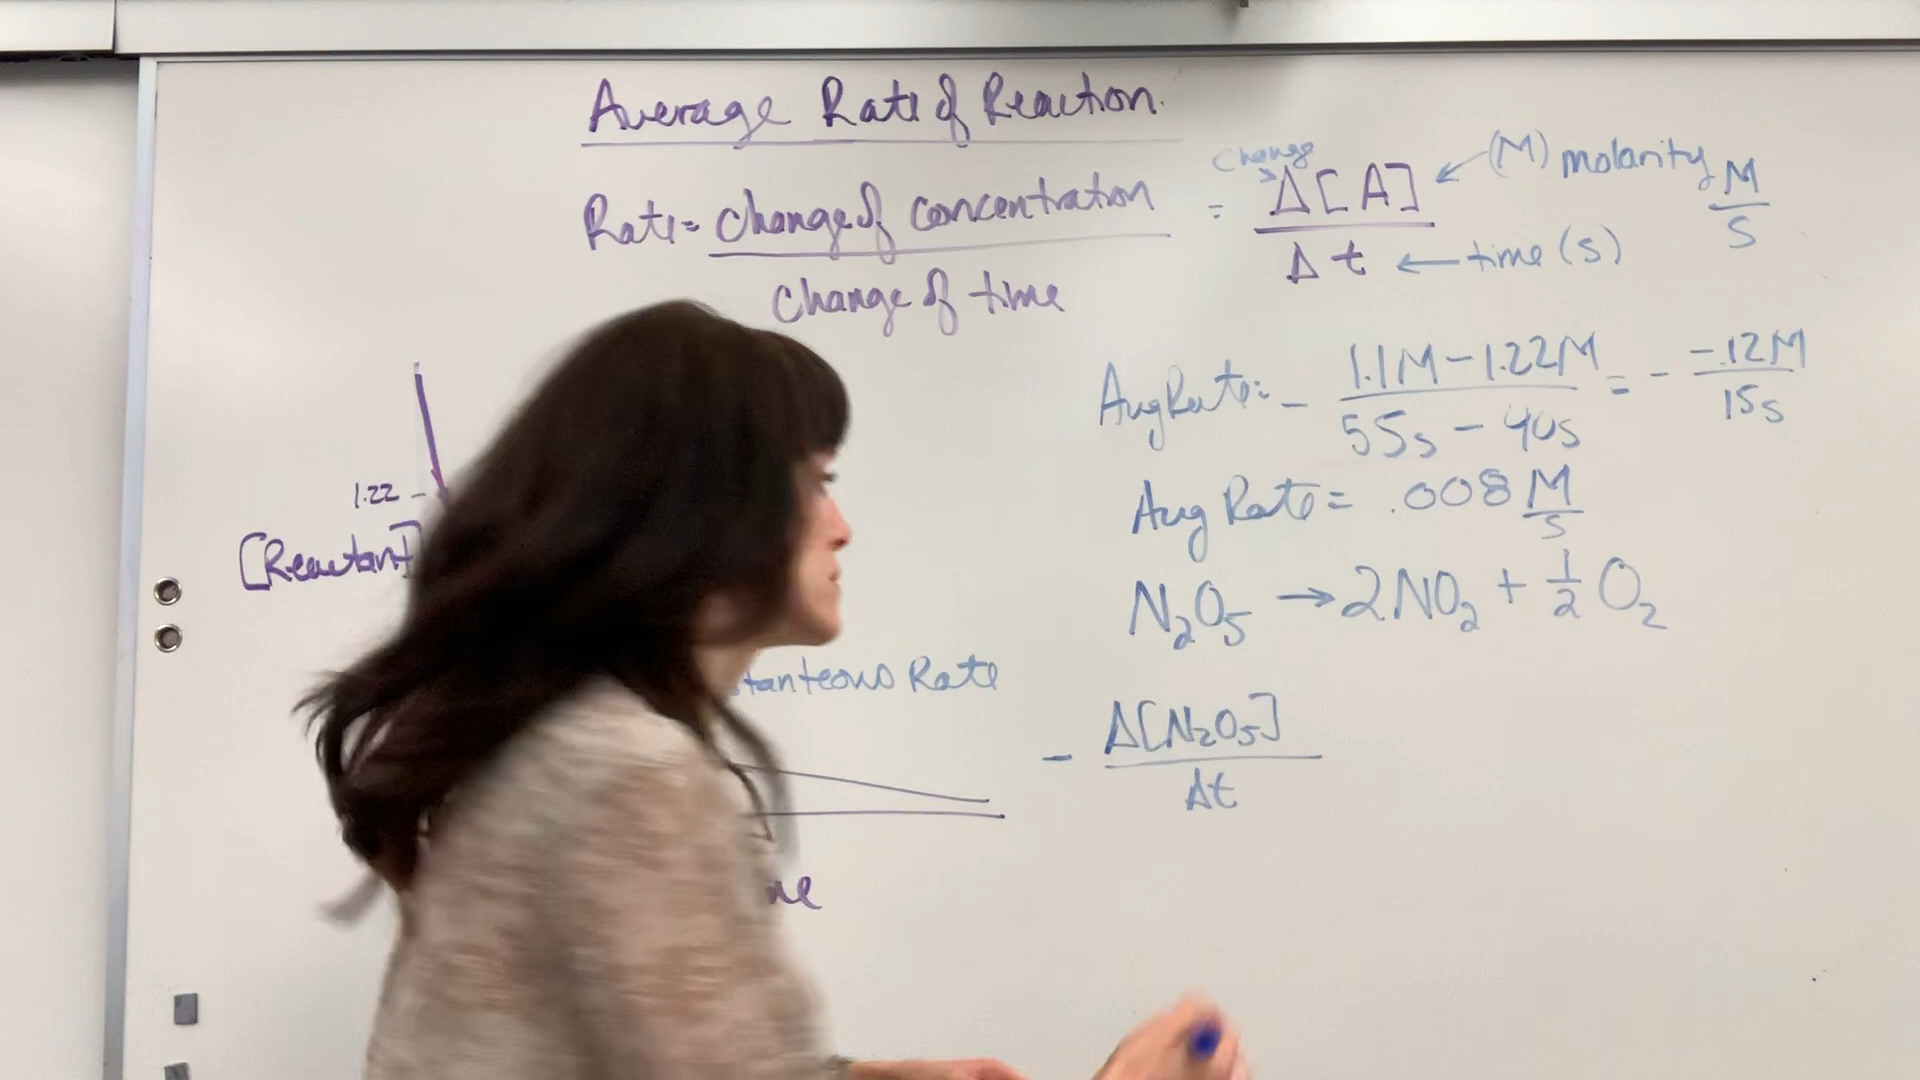 Average Rate of Reaction.
Rate = change of concentration / change of time = Δ[A] / Δt
change
← (M) molarity M/s
← time (s)
Avg Rate: - 1.1M - 1.22M / 55s - 40s = - -.12M / 15s
Avg Rate = .008 M/s
1.22
[Reactant]
N₂O₅ → 2NO₂ + 1/2 O₂
Rate
- Δ[N₂O₅] / Δt